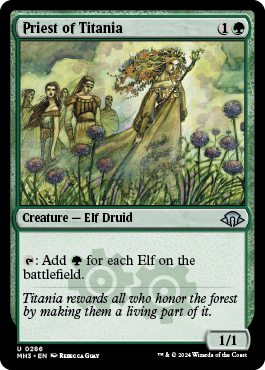 Priest of Titania 1
Creature — Elf Druid
: Add for each Elf on the
battlefield.
Titania rewards all who honor the forest
by making them a living part of it.
1/1
U 0286
MH3 • EN Rebecca Guay
™ & © 2024 Wizards of the Coast